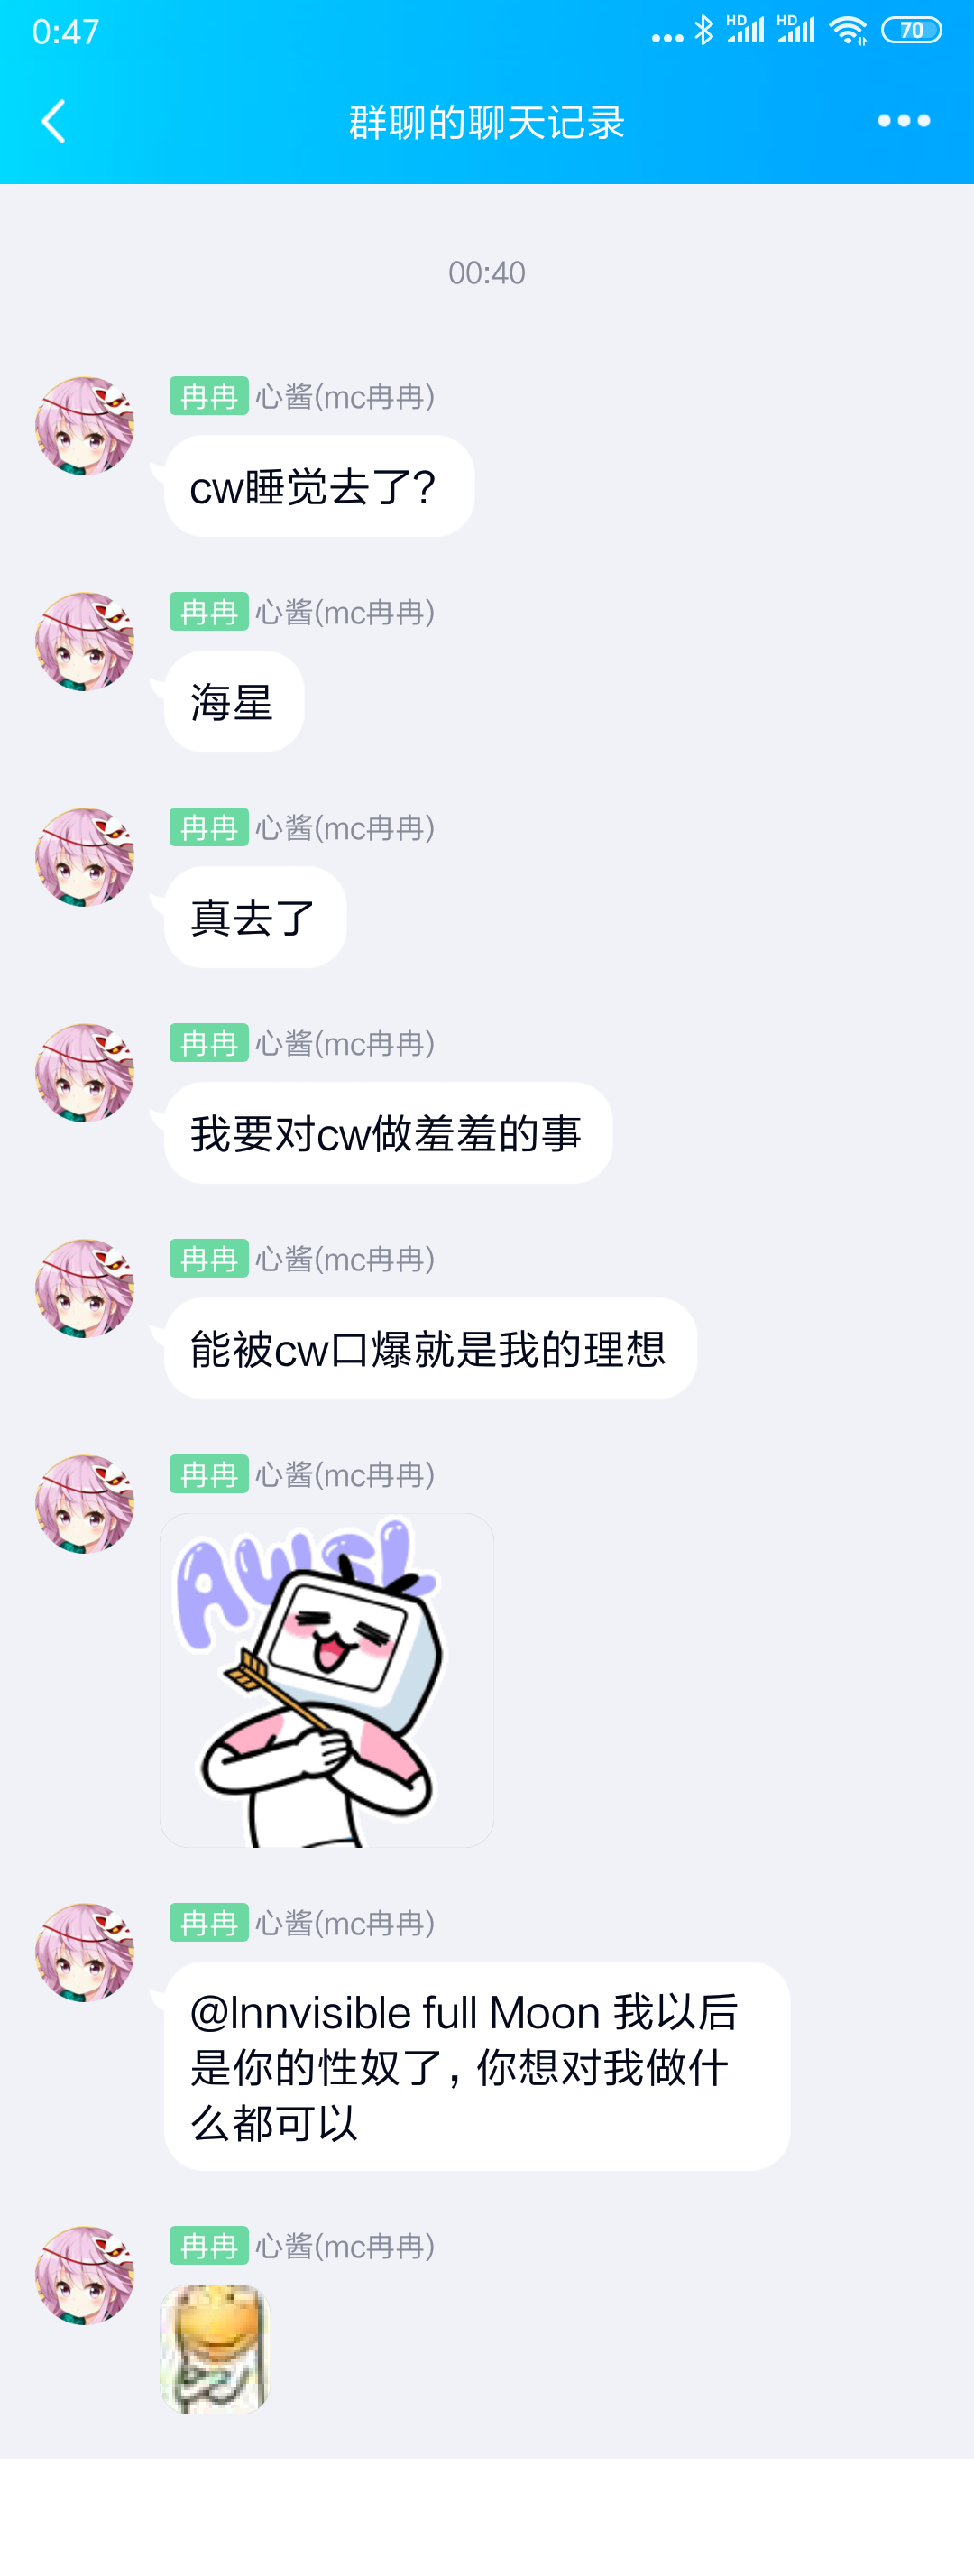 0:47
HD HD 70
群聊的聊天记录
00:40
冉冉 心酱(mc冉冉)
cw睡觉去了?
冉冉 心酱(mc冉冉)
海星
冉冉 心酱(mc冉冉)
真去了
冉冉 心酱(mc冉冉)
我要对cw做羞羞的事
冉冉 心酱(mc冉冉)
能被cw口爆就是我的理想
冉冉 心酱(mc冉冉)
AWSL
冉冉 心酱(mc冉冉)
@Innvisible full Moon 我以后
是你的性奴了,你想对我做什
么都可以
冉冉 心酱(mc冉冉)